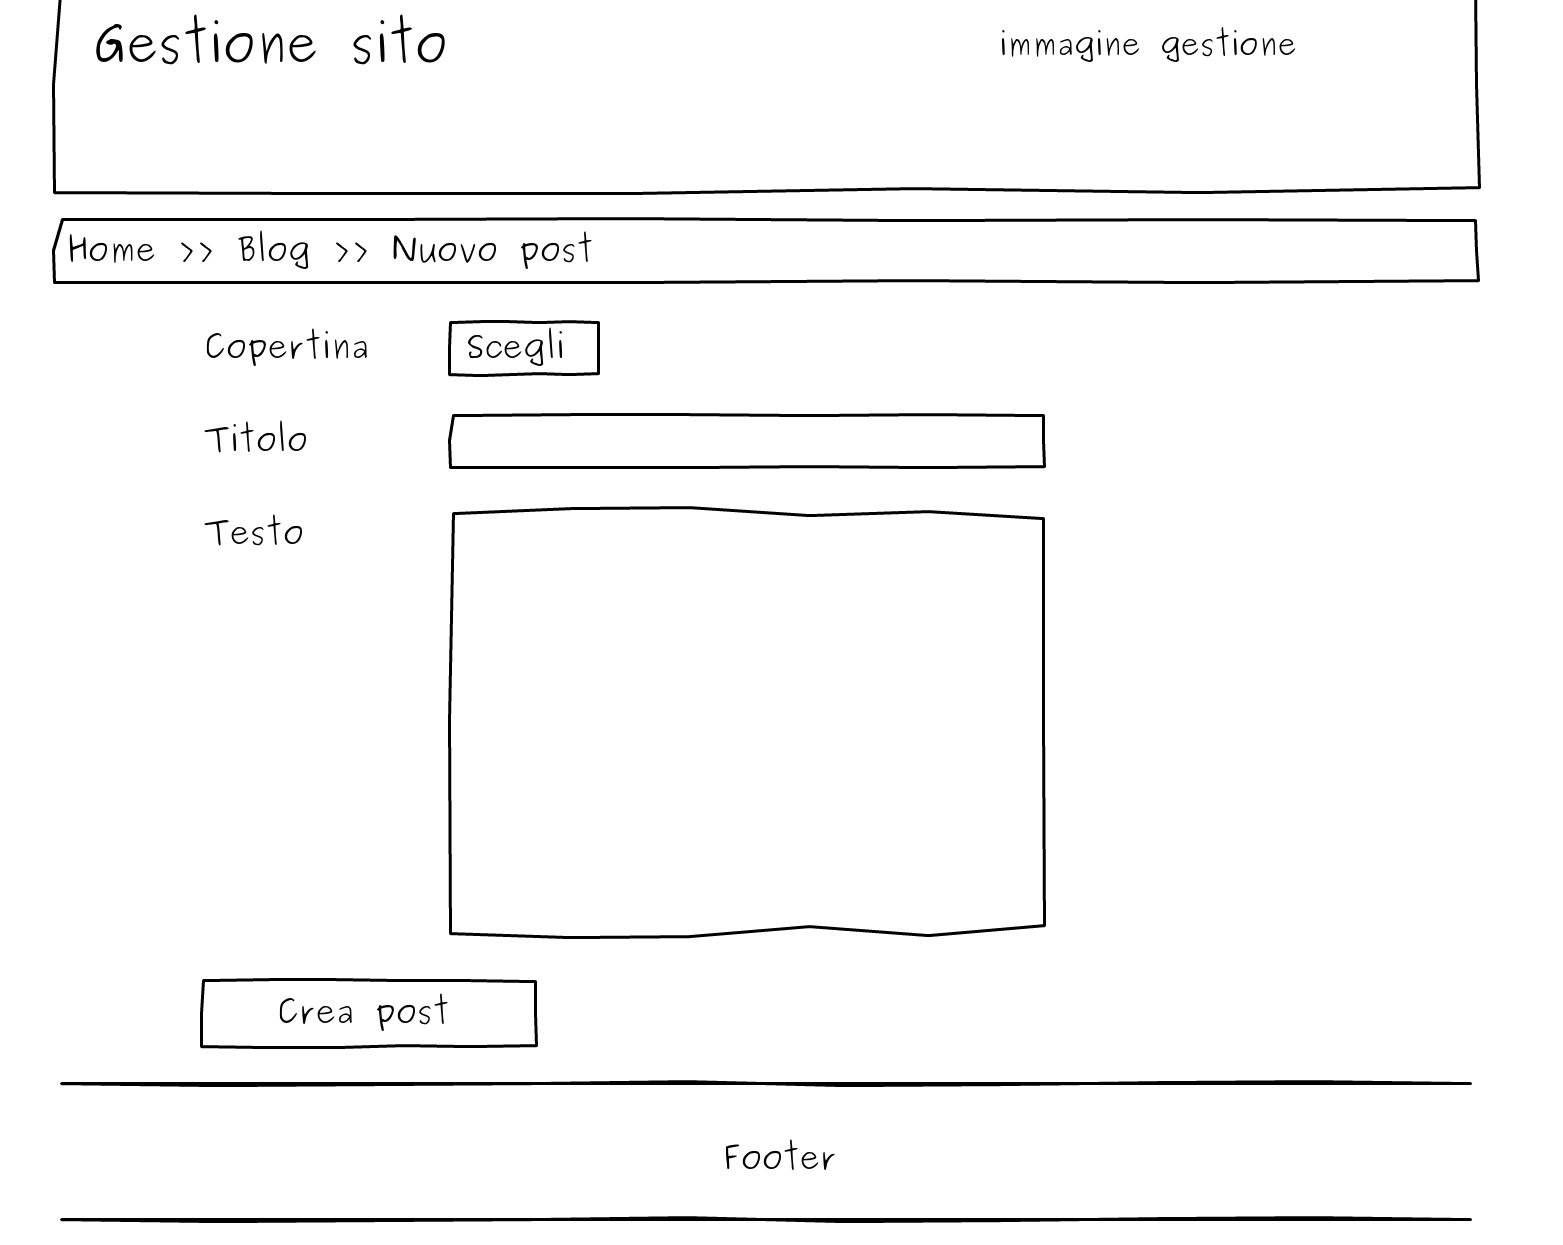 Gestione sito
immagine gestione
Home >> Blog >> Nuovo post
Copertina
Scegli
Titolo
Testo
Crea post
Footer